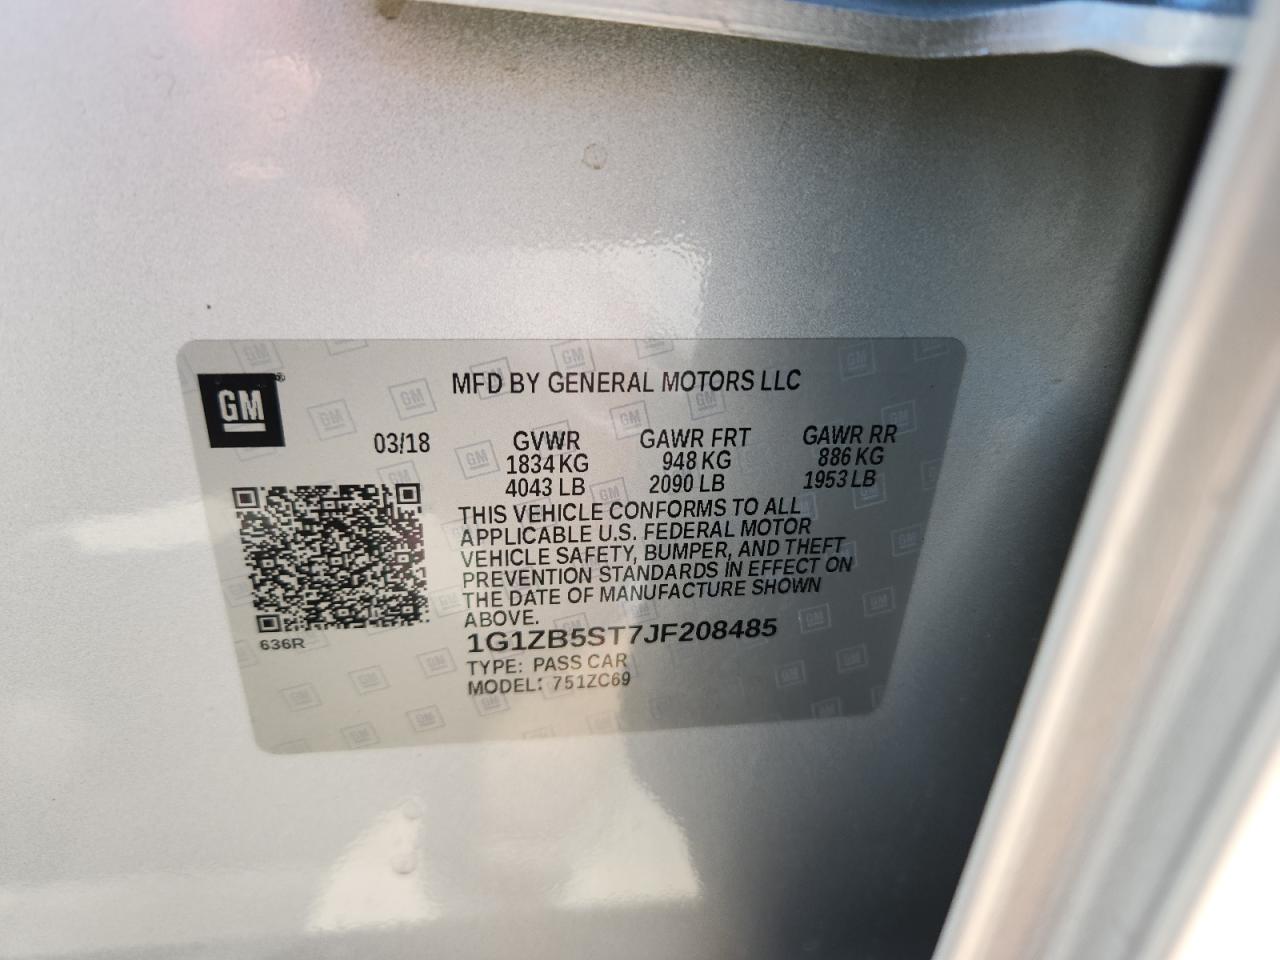 GM®
MFD BY GENERAL MOTORS LLC
03/18 GVWR GAWR FRT GAWR RR
1834 KG 948 KG 886 KG
4043 LB 2090 LB 1953 LB
THIS VEHICLE CONFORMS TO ALL
APPLICABLE U.S. FEDERAL MOTOR
VEHICLE SAFETY, BUMPER, AND THEFT
PREVENTION STANDARDS IN EFFECT ON
THE DATE OF MANUFACTURE SHOWN
ABOVE.
636R
1G1ZB5ST7JF208485
TYPE: PASS CAR
MODEL: 751ZC69